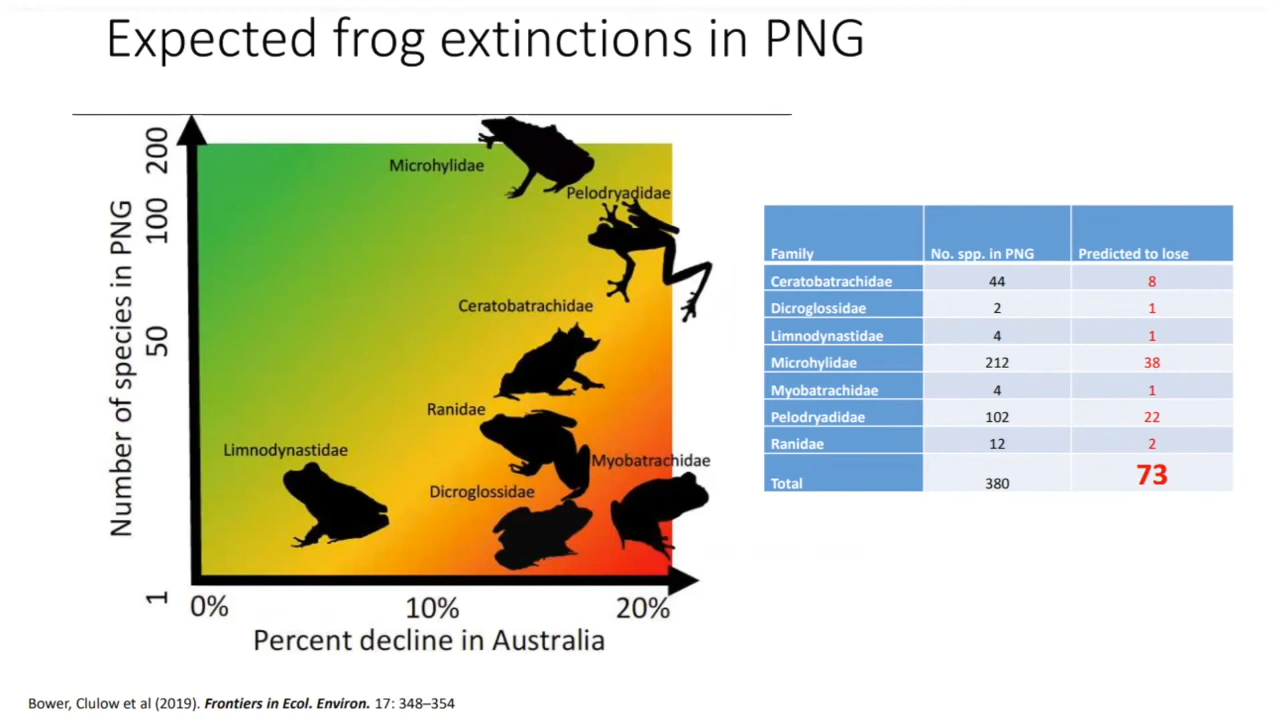 Expected frog extinctions in PNG
Number of species in PNG
200
100
50
1
Microhylidae
Pelodryadidae
Ceratobatrachidae
Ranidae
Limnodynastidae
Myobatrachidae
Dicroglossidae
0% 10% 20%
Percent decline in Australia
Family No. spp. in PNG Predicted to lose
Ceratobatrachidae 44 8
Dicroglossidae 2 1
Limnodynastidae 4 1
Microhylidae 212 38
Myobatrachidae 4 1
Pelodryadidae 102 22
Ranidae 12 2
Total 380 73
Bower, Clulow et al (2019). Frontiers in Ecol. Environ. 17: 348–354